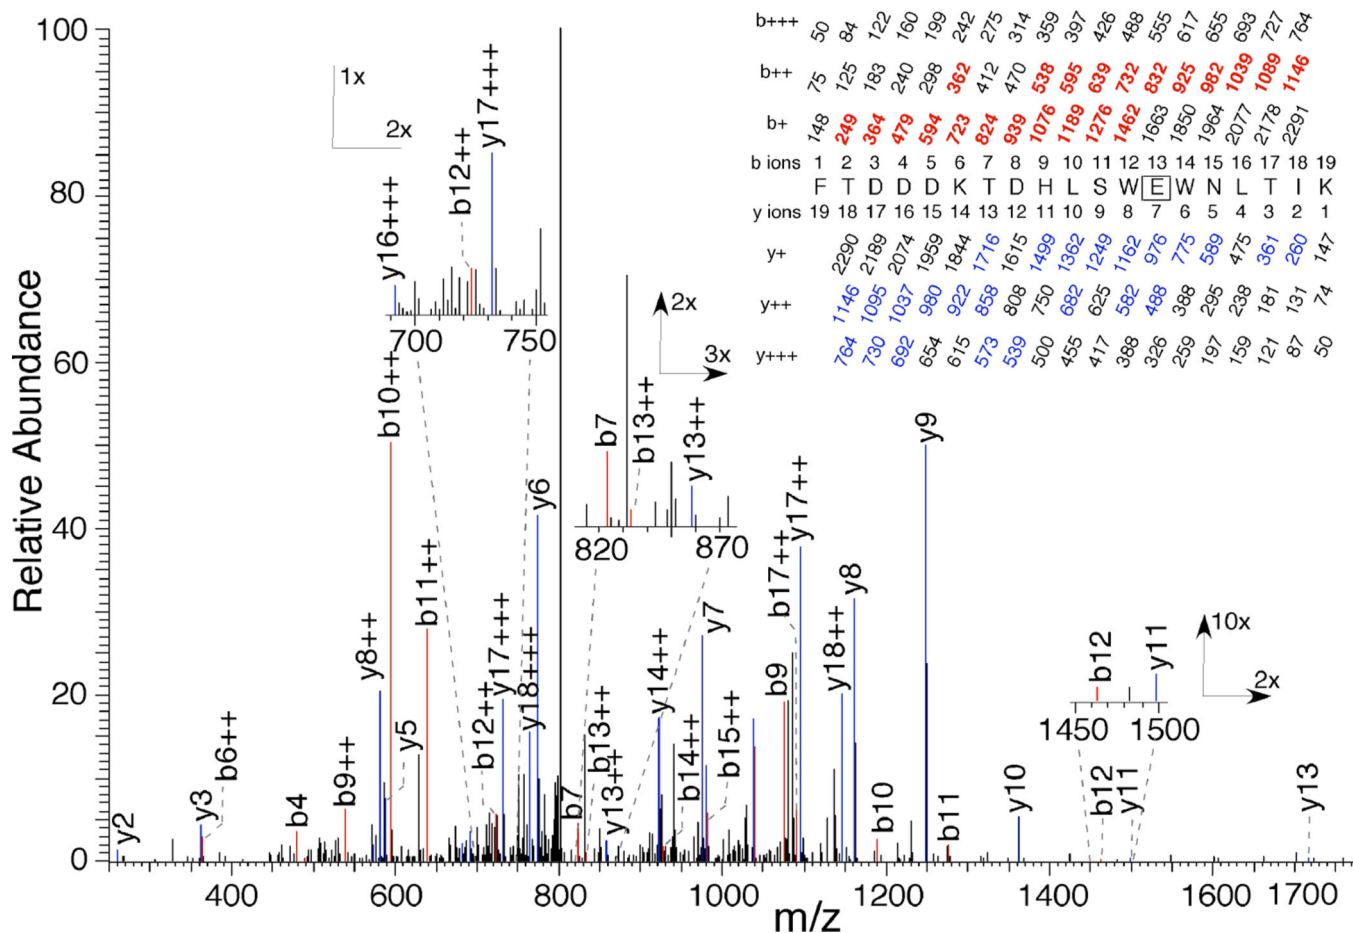 b+++ 50 84 122 160 199 242 275 314 359 397 426 488 555 617 655 693 727 764
b++ 75 125 183 240 298 362 412 470 538 595 639 732 832 925 982 1039 1089 1146
b+ 148 249 364 479 594 723 824 939 1076 1189 1276 1462 1663 1850 1964 2077 2178 2291
b ions 1 2 3 4 5 6 7 8 9 10 11 12 13 14 15 16 17 18 19
F T D D D K T D H L S W E W N L T I K
y ions 19 18 17 16 15 14 13 12 11 10 9 8 7 6 5 4 3 2 1
y+ 2290 2189 2074 1959 1844 1716 1615 1499 1362 1249 1162 976 775 589 475 361 260 147
y++ 1146 1095 1037 980 922 858 808 750 682 625 582 488 388 295 238 181 131 74
y+++ 764 730 692 654 615 573 539 500 455 417 388 326 259 197 159 121 87 50
Relative Abundance
100
80
60
40
20
0
1x
2x
y16+++
b12++
y17+++
700 750
2x
3x
b7
b13++
y13++
820 870
10x
2x
b12
y11
1450 1500
y2
y3
b6++
b4
b9++
y8++
b10++
y5
b11++
b12++
y17+++
y18+++
y6
b7
b13++
y13++
y14++
b14++
y7
b15++
b9
b17++
y17++
y18++
y8
b10
y9
b11
y10
b12
y11
y13
400 600 800 1000 1200 1400 1600 1700
m/z